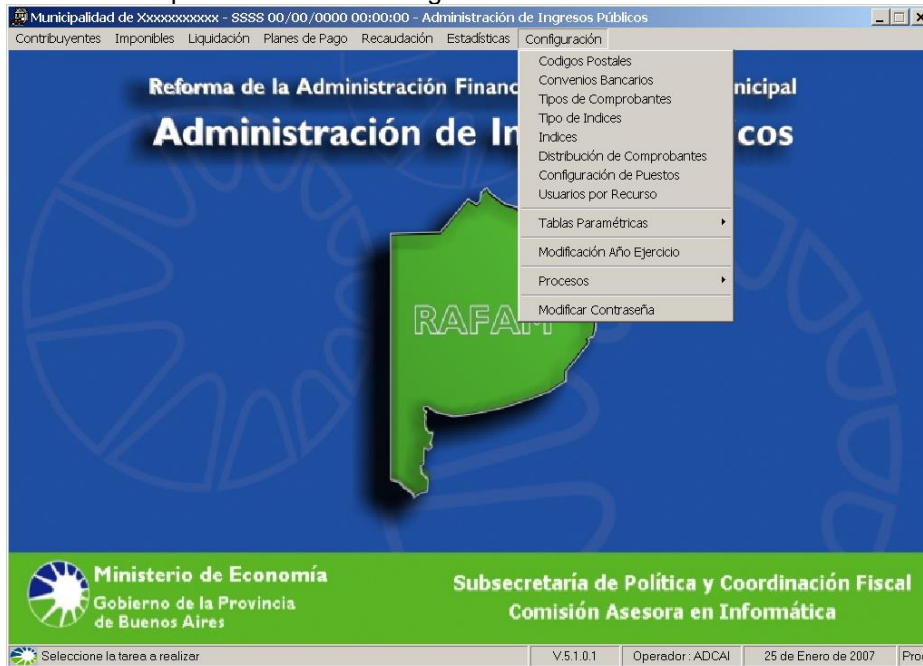 Municipalidad de Xxxxxxxxxxx - SSSS 00/00/0000 00:00:00 - Administración de Ingresos Públicos
Contribuyentes Imponibles Liquidación Planes de Pago Recaudación Estadísticas Configuración
Codigos Postales
Convenios Bancarios
Tipos de Comprobantes
Tipo de Indices
Indices
Distribución de Comprobantes
Configuración de Puestos
Usuarios por Recurso
Tablas Paramétricas
Modificación Año Ejercicio
Procesos
Modificar Contraseña
Reforma de la Administración Financ nicipal
Administración de In cos
RAFAM
Ministerio de Economía
Gobierno de la Provincia
de Buenos Aires
Subsecretaría de Política y Coordinación Fiscal
Comisión Asesora en Informática
Seleccione la tarea a realizar V.5.1.0.1 Operador : ADCAI 25 de Enero de 2007